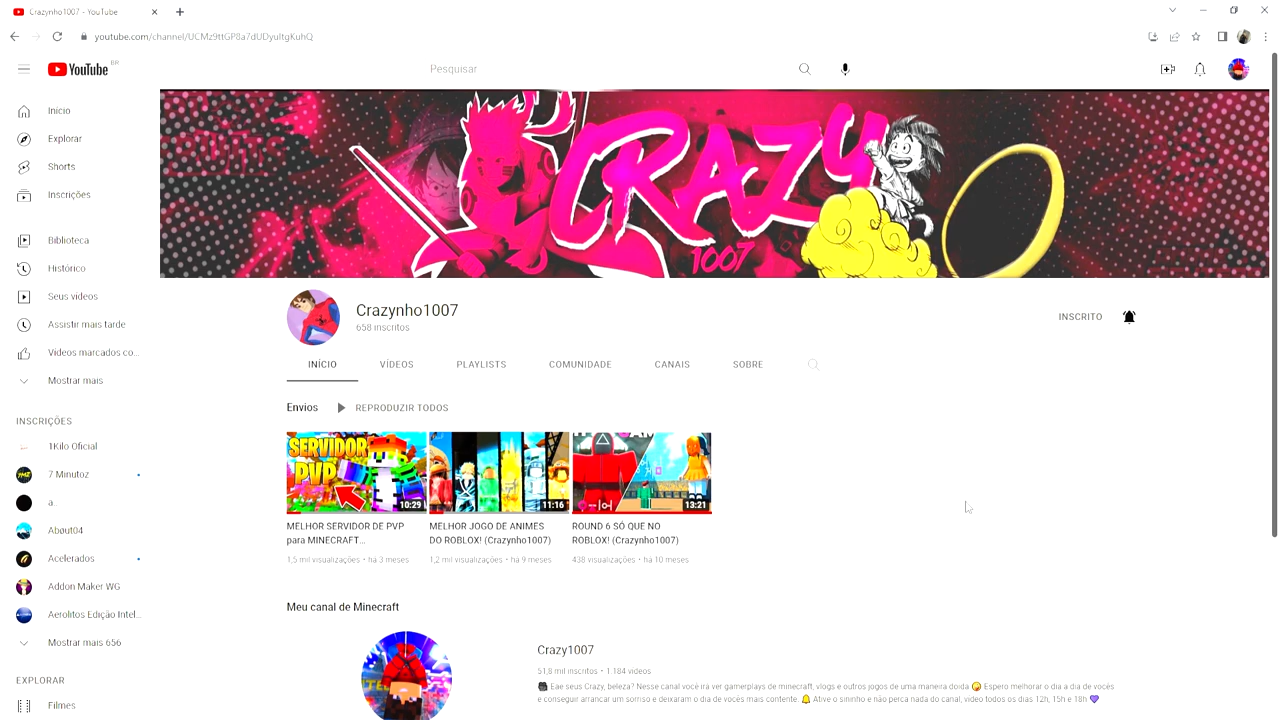 Crazynho1007 - YouTube
youtube.com/channel/UCMz9ttGP8a7dUDyultgKuhQ
YouTube BR
Pesquisar
Início
Explorar
Shorts
Inscrições
Biblioteca
Histórico
Seus vídeos
Assistir mais tarde
Vídeos marcados co...
Mostrar mais
INSCRIÇÕES
1Kilo Oficial
7 Minutoz
a..
About04
Acelerados
Addon Maker WG
Aerolitos Edição Intel...
Mostrar mais 656
EXPLORAR
Filmes
CRAZY
1007
Crazynho1007
658 inscritos
INSCRITO
INÍCIO VÍDEOS PLAYLISTS COMUNIDADE CANAIS SOBRE
Envios REPRODUZIR TODOS
SERVIDOR
PVP
10:29
11:16
13:21
MELHOR SERVIDOR DE PVP
para MINECRAFT...
1,5 mil visualizações • há 3 meses
MELHOR JOGO DE ANIMES
DO ROBLOX! (Crazynho1007)
1,2 mil visualizações • há 9 meses
ROUND 6 SÓ QUE NO
ROBLOX! (Crazynho1007)
438 visualizações • há 10 meses
Meu canal de Minecraft
Crazy1007
51,8 mil inscritos • 1.184 vídeos
Eae seus Crazy, beleza? Nesse canal você irá ver gamerplays de minecraft, vlogs e outros jogos de uma maneira doida 😜 Espero melhorar o dia a dia de vocês
e conseguir arrancar um sorriso e deixaram o dia de vocês mais contente. 🔔 Ative o sininho e não perca nada do canal, video todos os dias 12h, 15h e 18h 💜